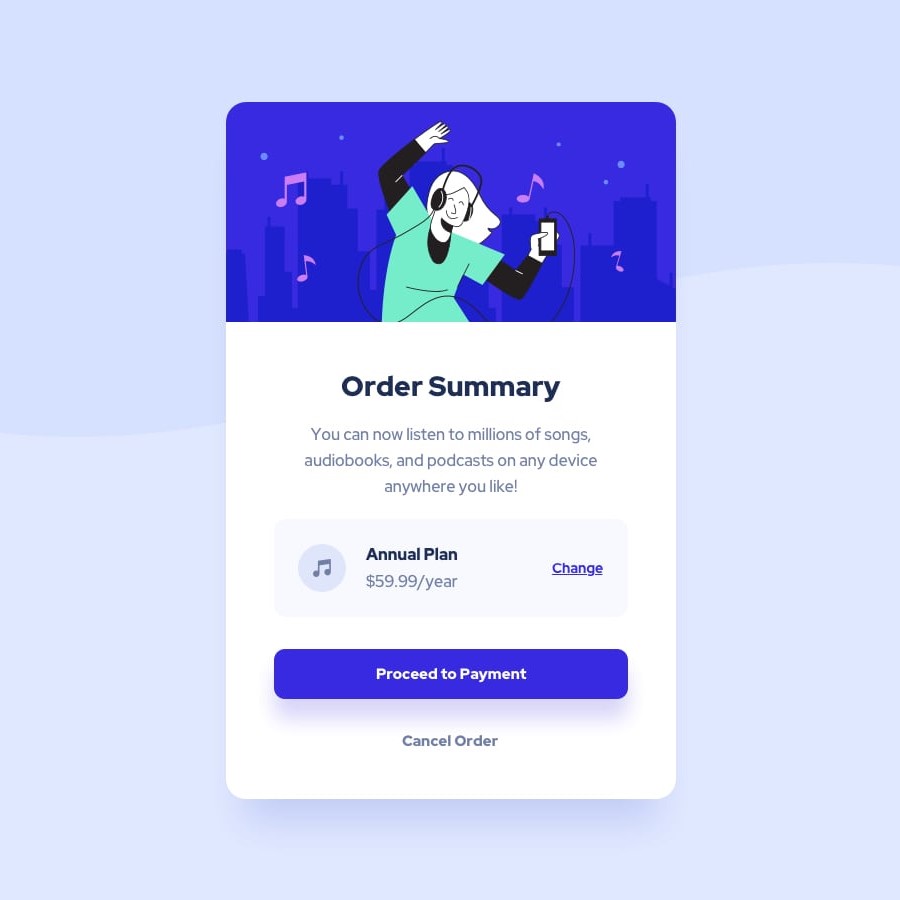 Order Summary
You can now listen to millions of songs,
audiobooks, and podcasts on any device
anywhere you like!
Annual Plan
$59.99/year
Change
Proceed to Payment
Cancel Order